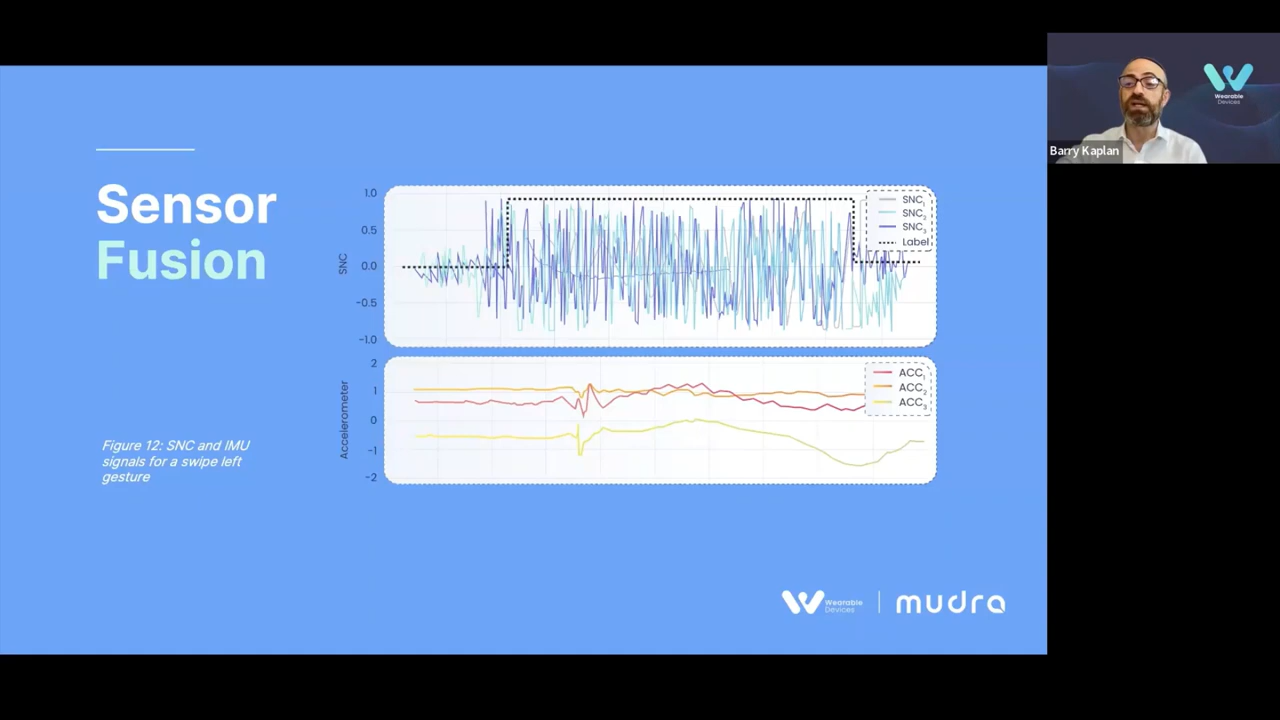 Sensor
Fusion
Figure 12: SNC and IMU
signals for a swipe left
gesture
SNC
1.0
0.5
0.0
−0.5
−1.0
SNC₁
SNC₂
SNC₃
Label
Accelerometer
2
1
0
−1
−2
ACC₁
ACC₂
ACC₃
Wearable
Devices
mudra
Wearable
Devices
Barry Kaplan